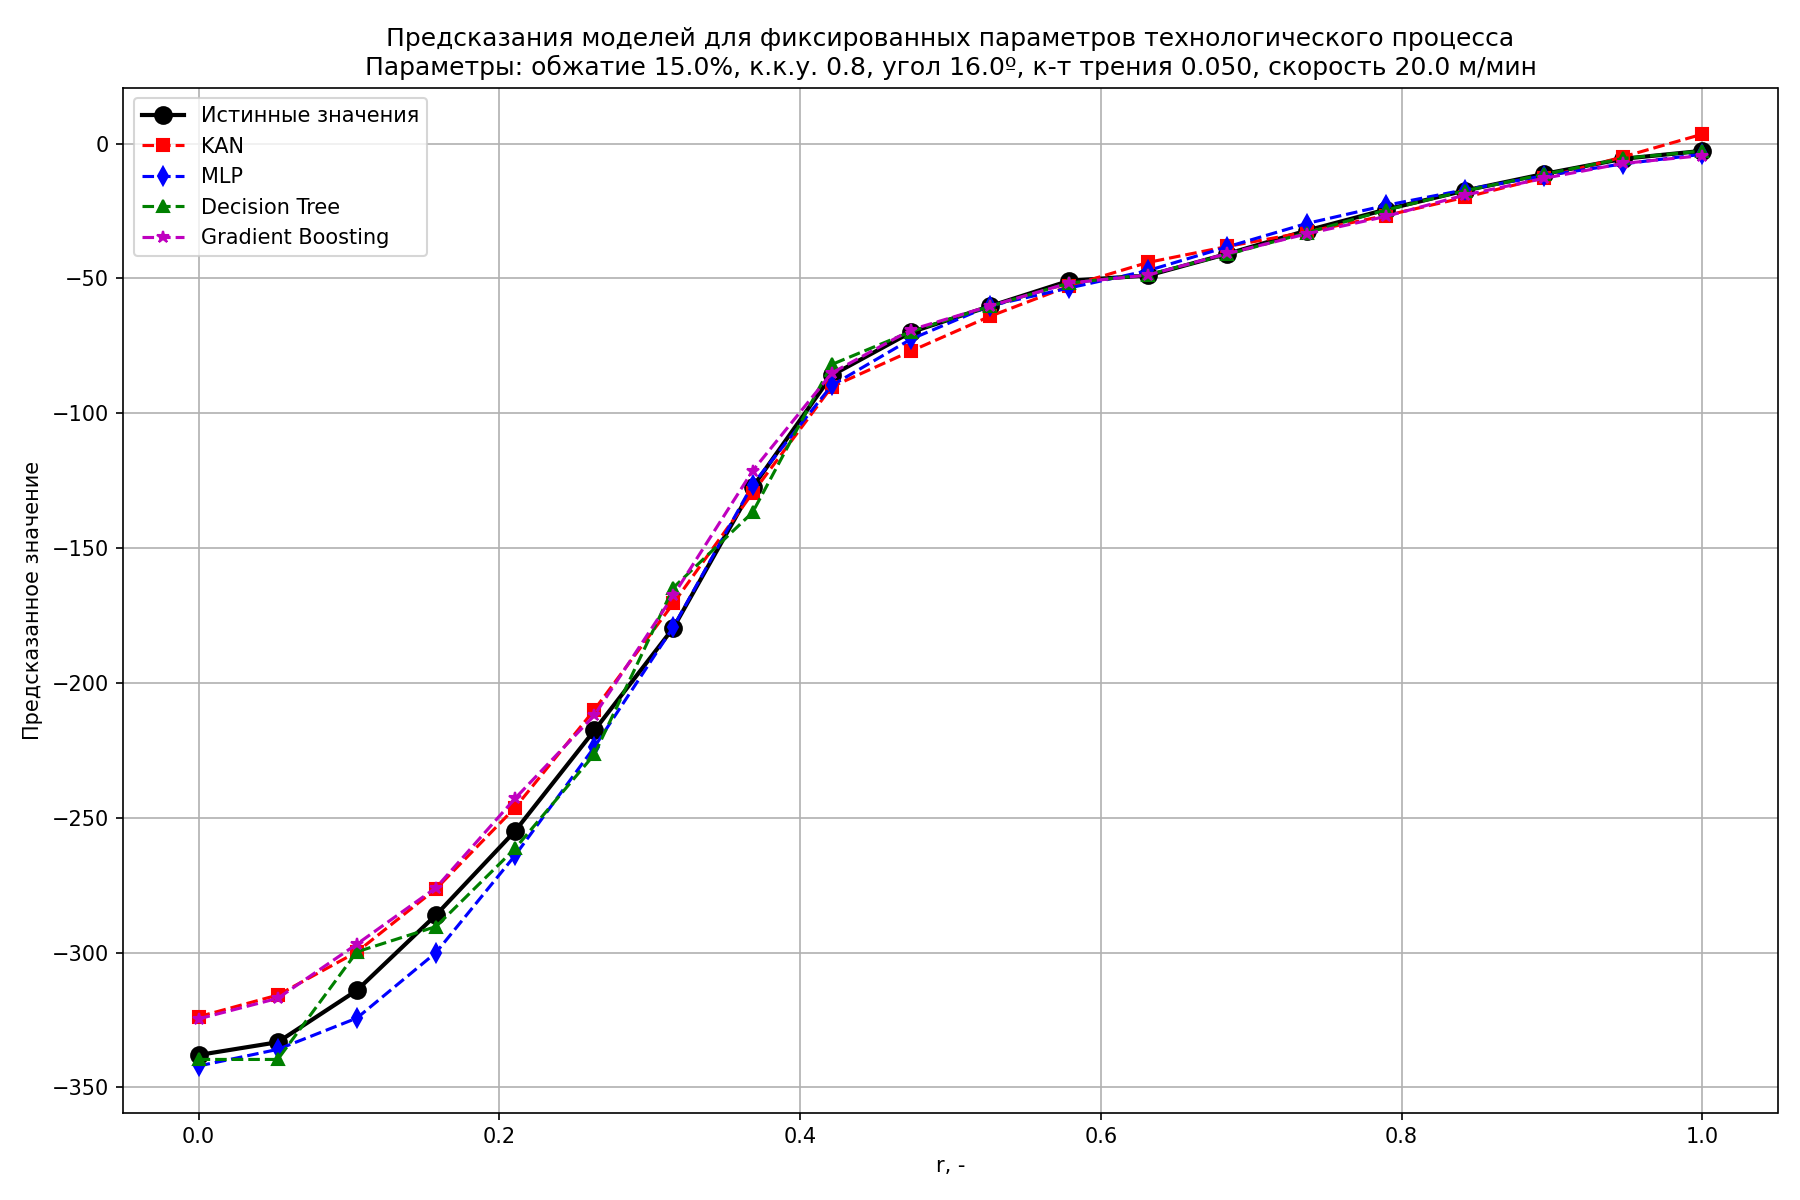 Предсказания моделей для фиксированных параметров технологического процесса
Параметры: обжатие 15.0%, к.к.у. 0.8, угол 16.0º, к-т трения 0.050, скорость 20.0 м/мин
Истинные значения
KAN
MLP
Decision Tree
Gradient Boosting
Предсказанное значение
0
−50
−100
−150
−200
−250
−300
−350
0.0 0.2 0.4 0.6 0.8 1.0
r, -